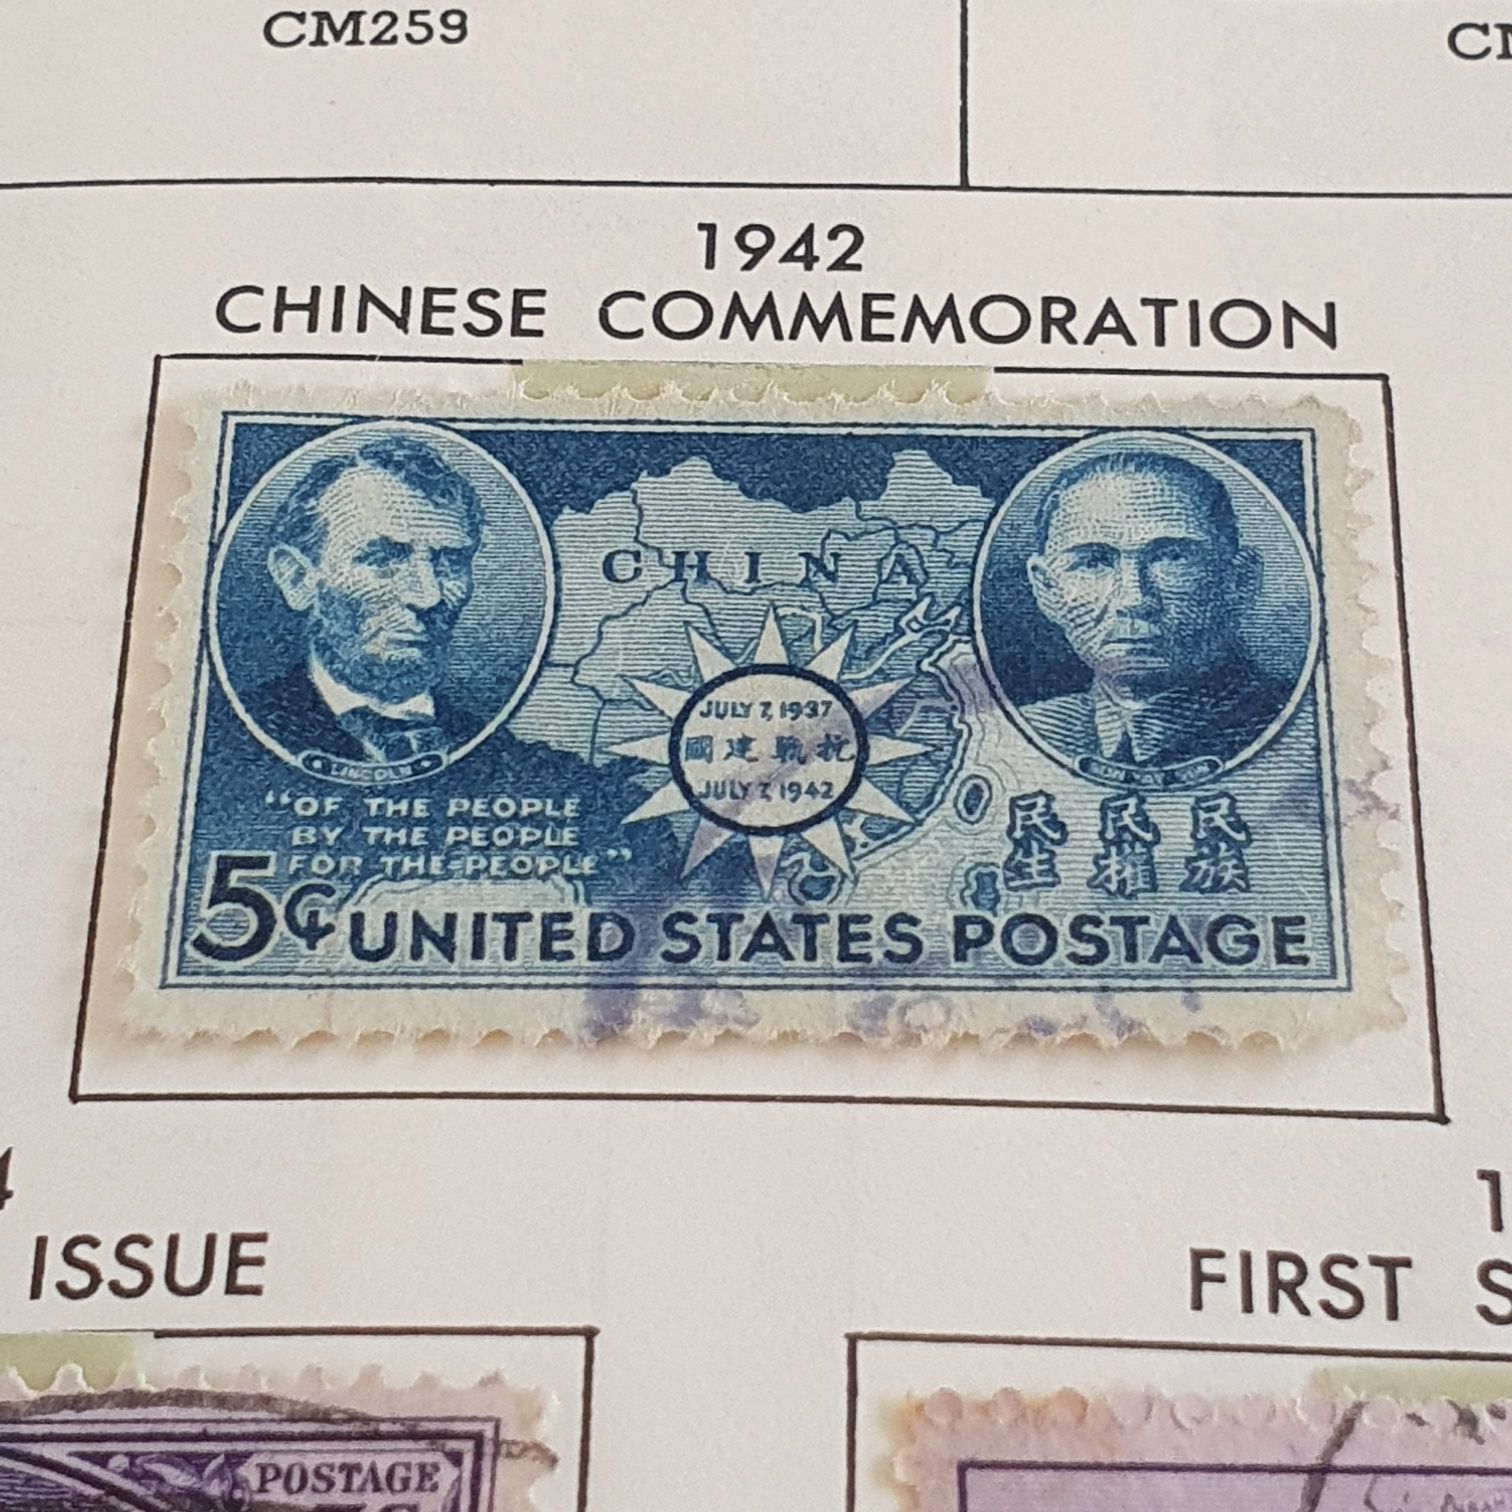 CM259
1942
CHINESE COMMEMORATION
CHINA
JULY 7, 1937
國建戰抗
JULY 7, 1942
LINCOLN
SUN YAT SEN
"OF THE PEOPLE
BY THE PEOPLE
FOR THE PEOPLE"
民 民 民
生 權 族
5¢ UNITED STATES POSTAGE
4
ISSUE
FIRST S
POSTAGE